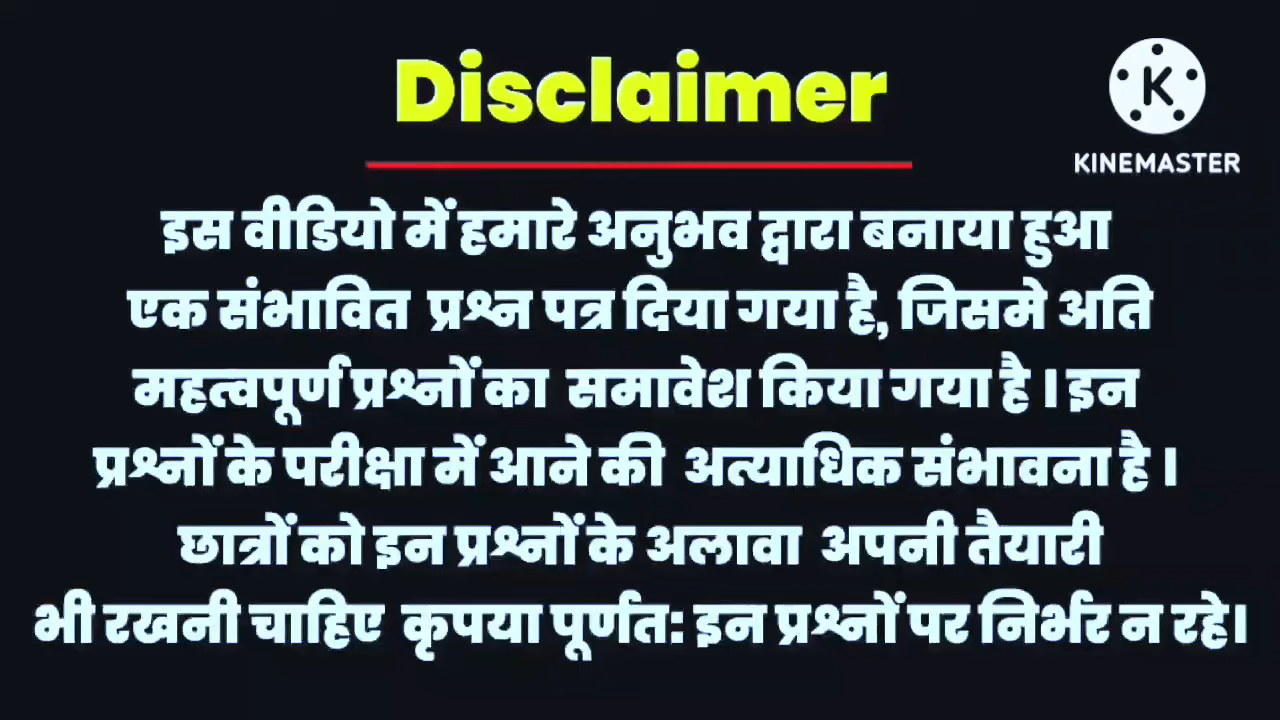 Disclaimer
K
KINEMASTER
इस वीडियो में हमारे अनुभव द्वारा बनाया हुआ
एक संभावित प्रश्न पत्र दिया गया है, जिसमे अति
महत्वपूर्ण प्रश्नों का समावेश किया गया है । इन
प्रश्नों के परीक्षा में आने की अत्याधिक संभावना है ।
छात्रों को इन प्रश्नों के अलावा अपनी तैयारी
भी रखनी चाहिए कृपया पूर्णत: इन प्रश्नों पर निर्भर न रहे।